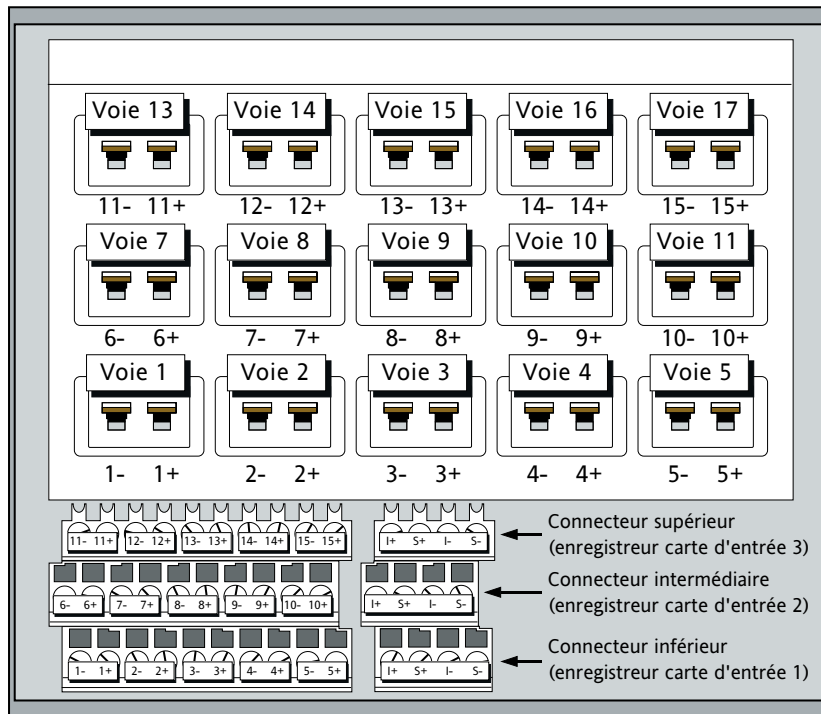 Voie 13 Voie 14 Voie 15 Voie 16 Voie 17
11- 11+ 12- 12+ 13- 13+ 14- 14+ 15- 15+
Voie 7 Voie 8 Voie 9 Voie 10 Voie 11
6- 6+ 7- 7+ 8- 8+ 9- 9+ 10- 10+
Voie 1 Voie 2 Voie 3 Voie 4 Voie 5
1- 1+ 2- 2+ 3- 3+ 4- 4+ 5- 5+
11- 11+ 12- 12+ 13- 13+ 14- 14+ 15- 15+ I+ S+ I- S-
Connecteur supérieur
(enregistreur carte d'entrée 3)
6- 6+ 7- 7+ 8- 8+ 9- 9+ 10- 10+ I+ S+ I- S-
Connecteur intermédiaire
(enregistreur carte d'entrée 2)
1- 1+ 2- 2+ 3- 3+ 4- 4+ 5- 5+ I+ S+ I- S-
Connecteur inférieur
(enregistreur carte d'entrée 1)